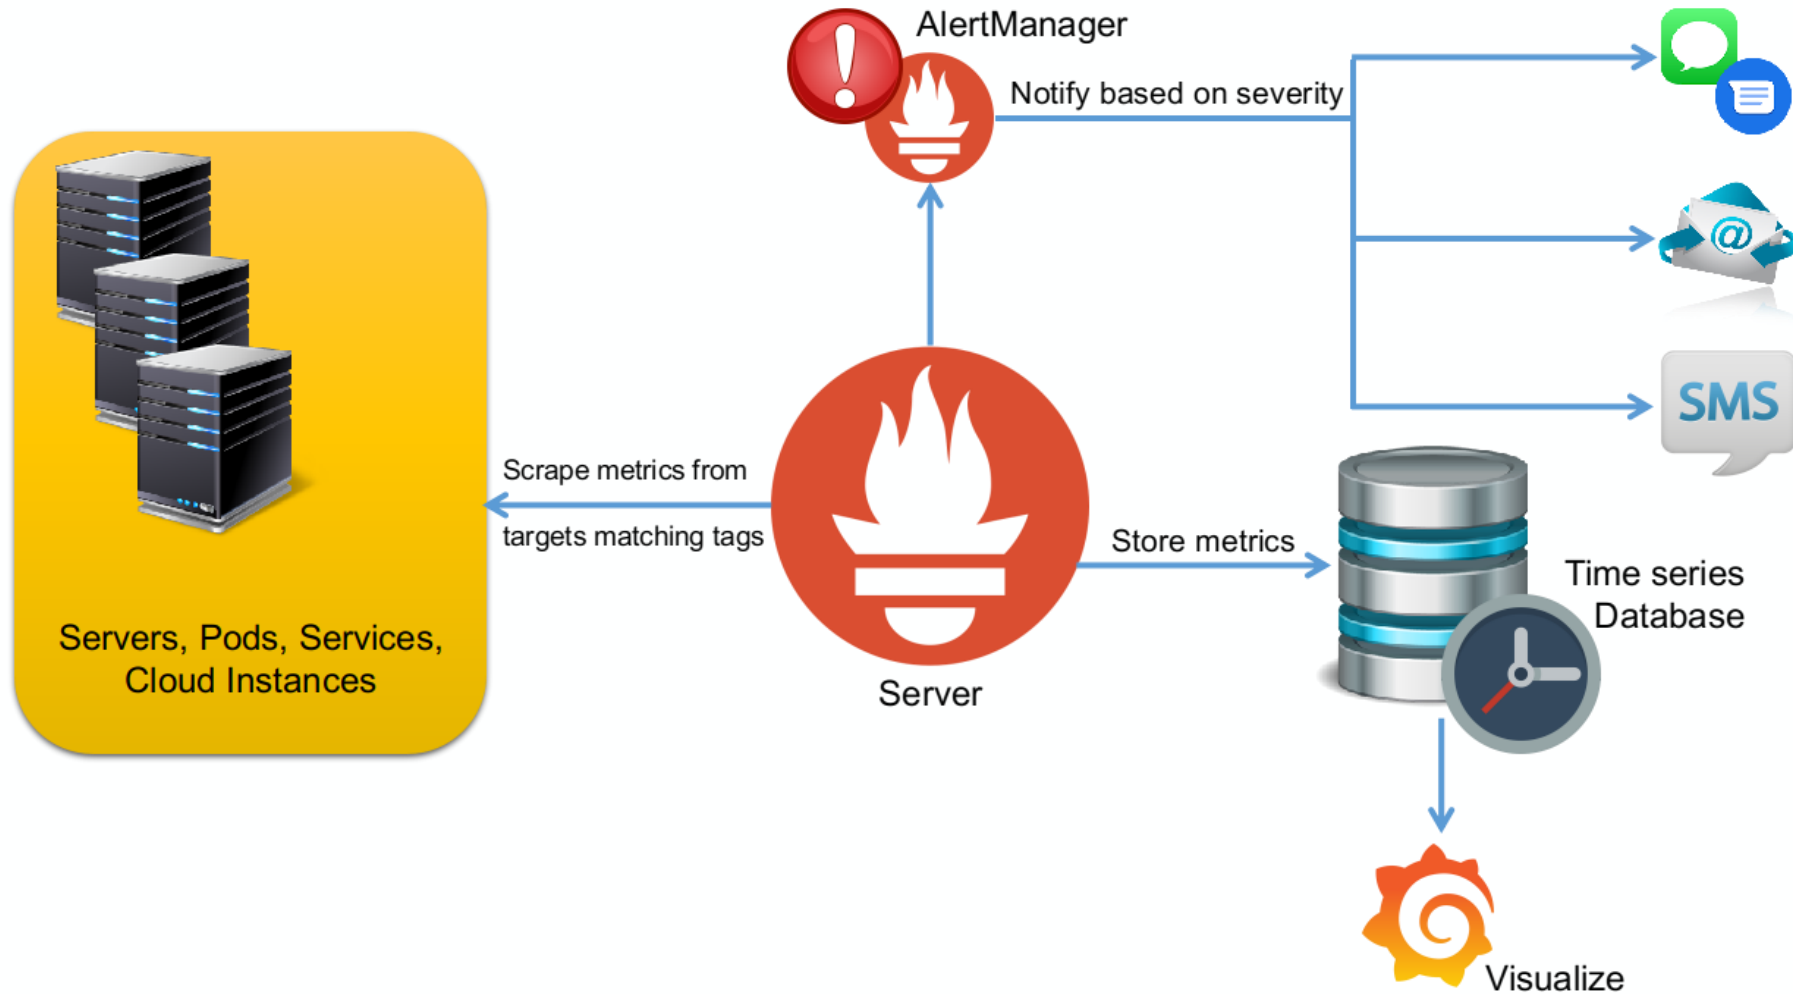 AlertManager
Notify based on severity
@
SMS
Scrape metrics from
targets matching tags
Store metrics
Time series
Database
Servers, Pods, Services,
Cloud Instances
Server
Visualize